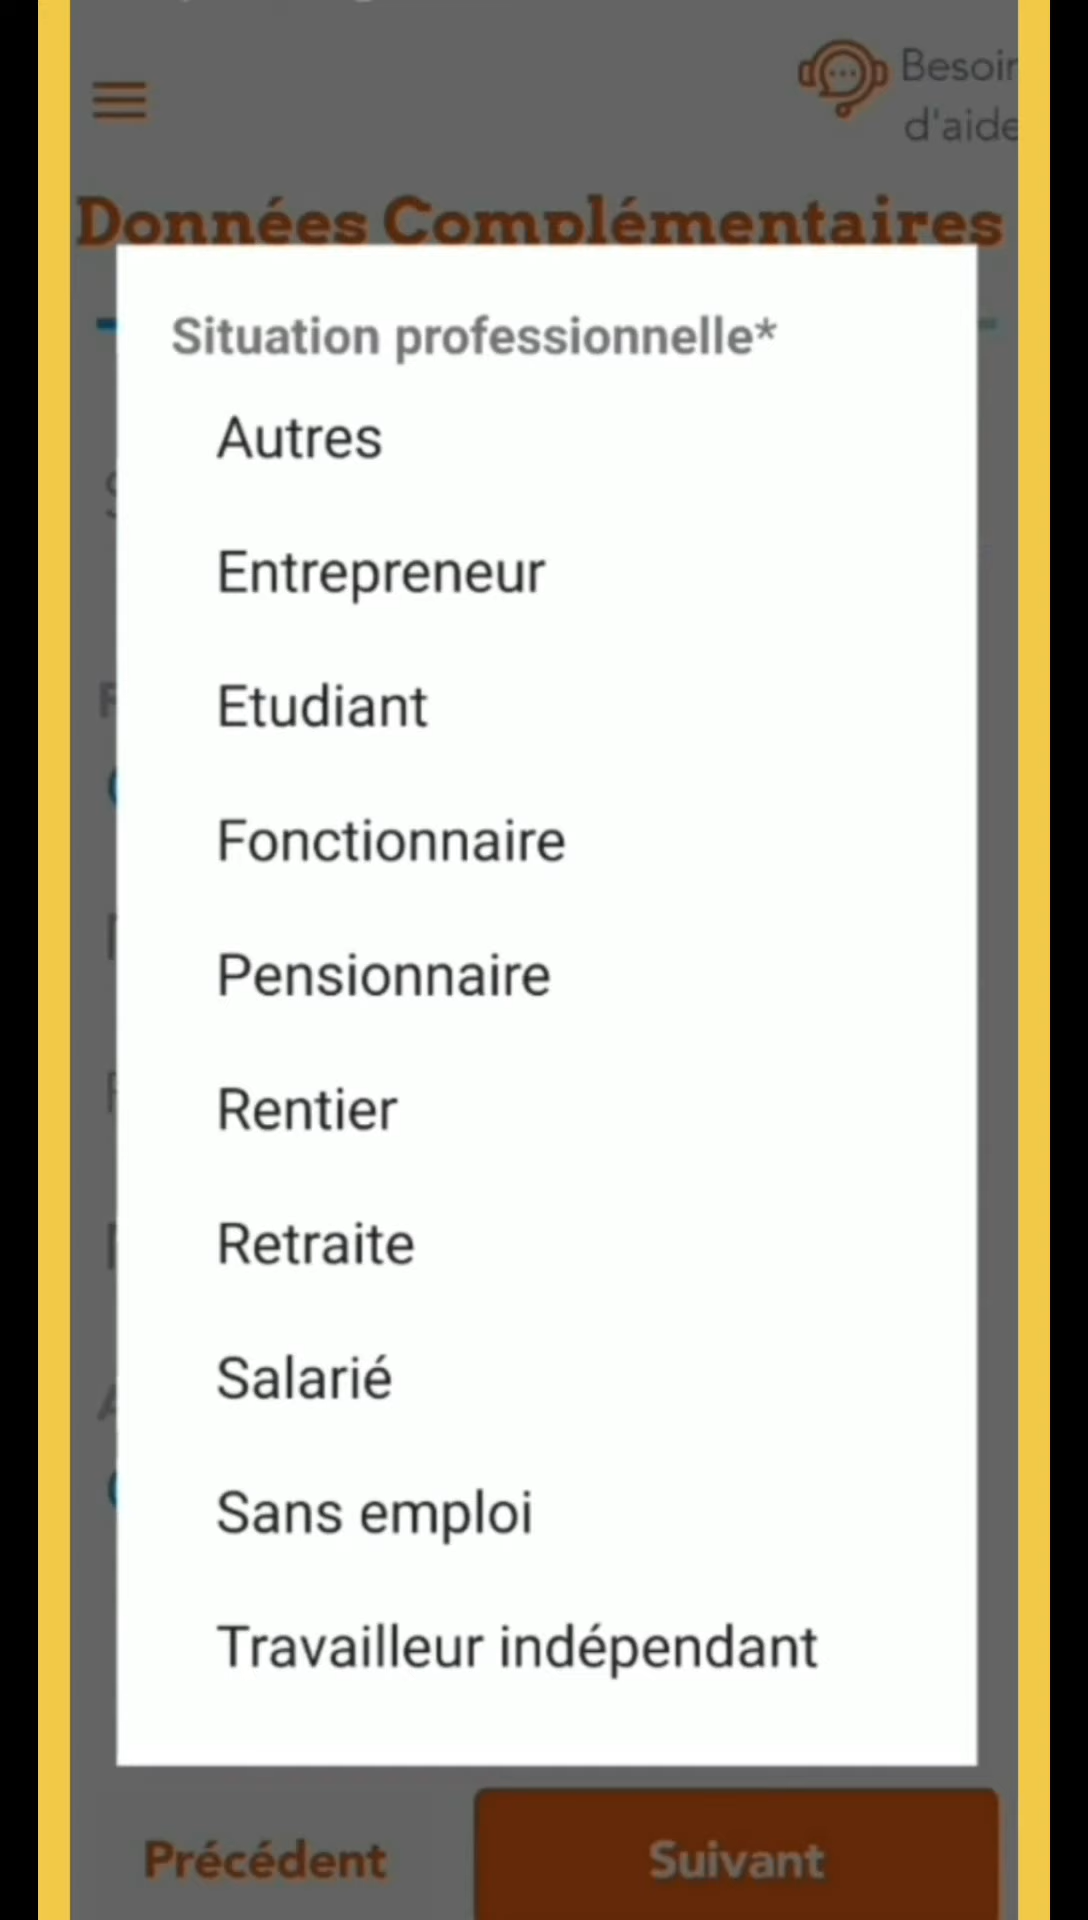 Besoin
d'aide
Données Complémentaires
Situation professionnelle*
Autres
Entrepreneur
Etudiant
Fonctionnaire
Pensionnaire
Rentier
Retraite
Salarié
Sans emploi
Travailleur indépendant
Précédent
Suivant